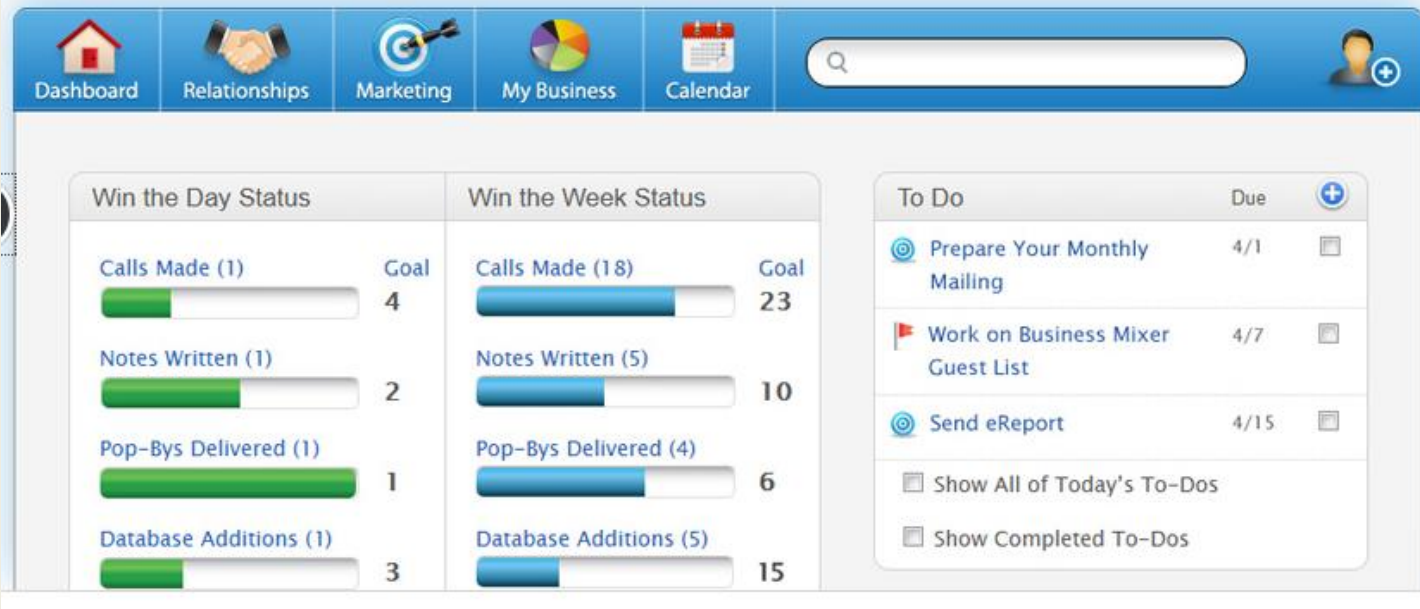 Dashboard
Relationships
Marketing
My Business
Calendar
Win the Day Status
Calls Made (1) Goal
4
Notes Written (1)
2
Pop-Bys Delivered (1)
1
Database Additions (1)
3
Win the Week Status
Calls Made (18) Goal
23
Notes Written (5)
10
Pop-Bys Delivered (4)
6
Database Additions (5)
15
To Do Due
Prepare Your Monthly 4/1
Mailing
Work on Business Mixer 4/7
Guest List
Send eReport 4/15
Show All of Today's To-Dos
Show Completed To-Dos